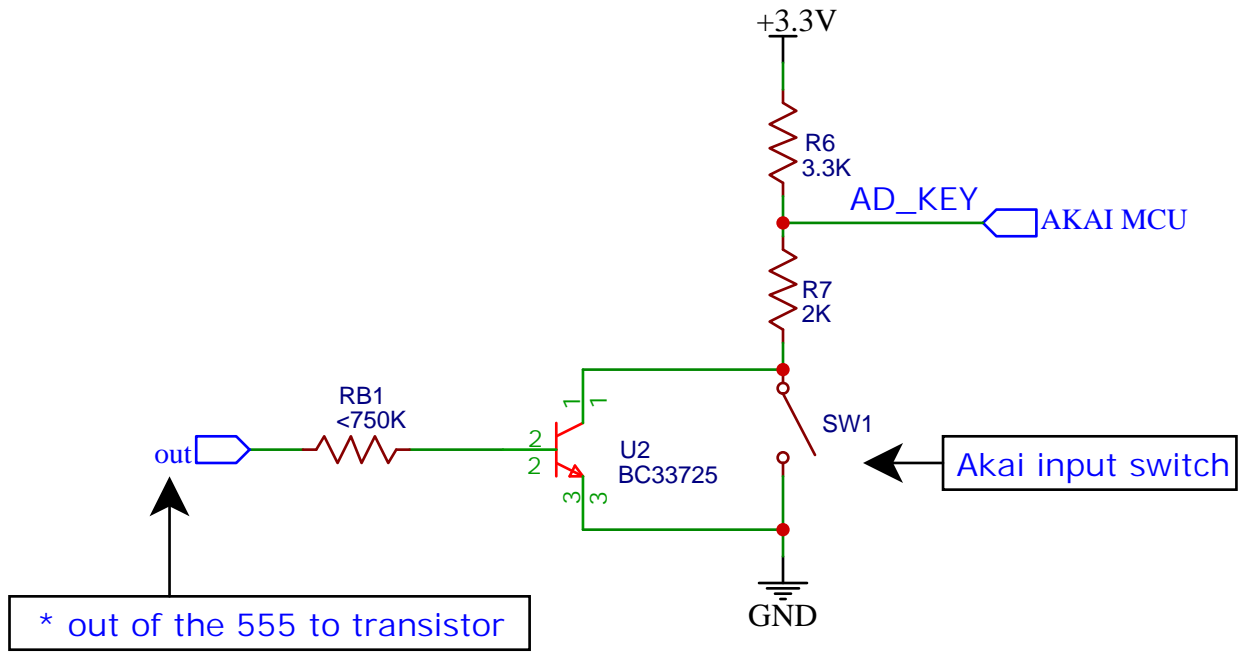 +3.3V
R6
3.3K
AD_KEY
AKAI MCU
R7
2K
RB1
<750K
1
1
out
2
2
U2
BC33725
SW1
Akai input switch
3
3
GND
* out of the 555 to transistor